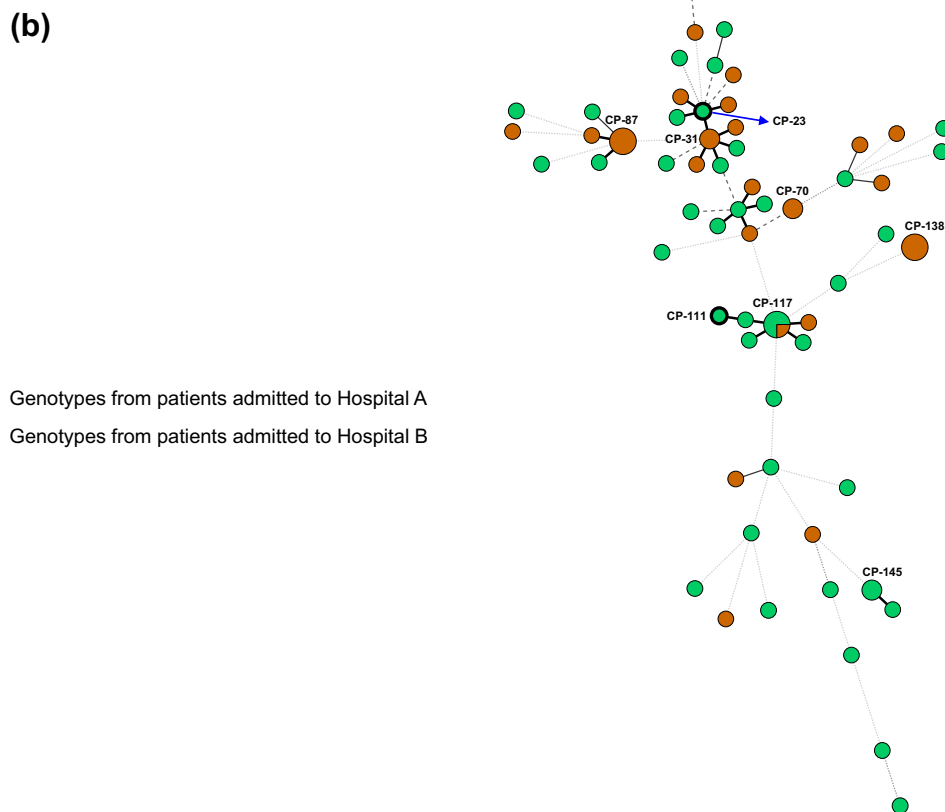 (b)
CP-23
CP-87
CP-31
CP-70
CP-138
CP-117
CP-111
Genotypes from patients admitted to Hospital A
Genotypes from patients admitted to Hospital B
CP-145